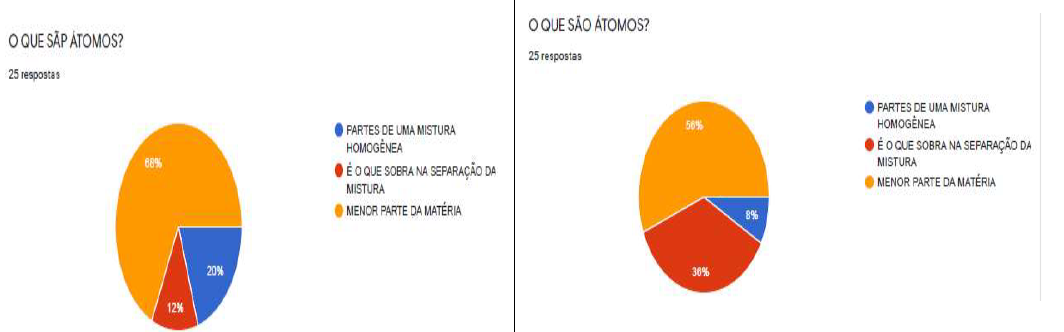 O QUE SÃP ÁTOMOS?
25 respostas
68%
20%
12%
PARTES DE UMA MISTURA
HOMOGÊNEA
É O QUE SOBRA NA SEPARAÇÃO DA
MISTURA
MENOR PARTE DA MATÉRIA
O QUE SÃO ÁTOMOS?
25 respostas
56%
8%
36%
PARTES DE UMA MISTURA
HOMOGÊNEA
É O QUE SOBRA NA SEPARAÇÃO DA
MISTURA
MENOR PARTE DA MATÉRIA